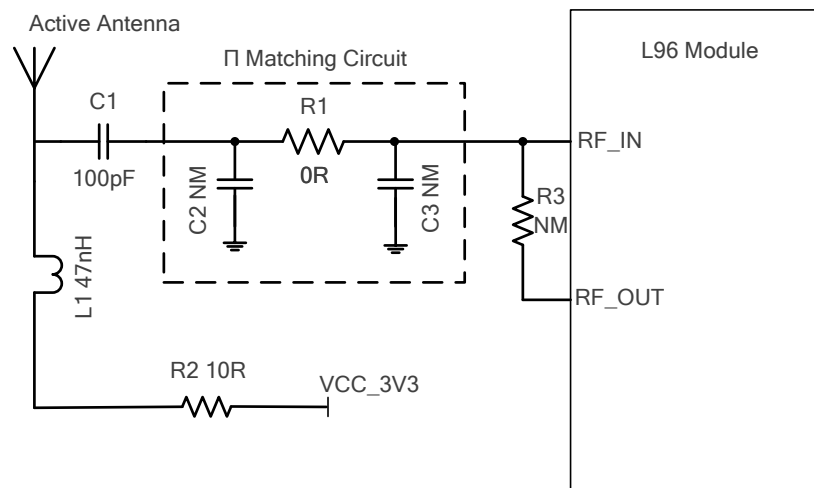 Active Antenna
Π Matching Circuit
L96 Module
C1
R1
RF_IN
100pF
0R
C2 NM
C3 NM
R3
NM
L1 47nH
RF_OUT
R2 10R
VCC_3V3